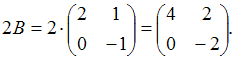 2B = 2·(2 1
0 −1) = (4 2
0 −2).